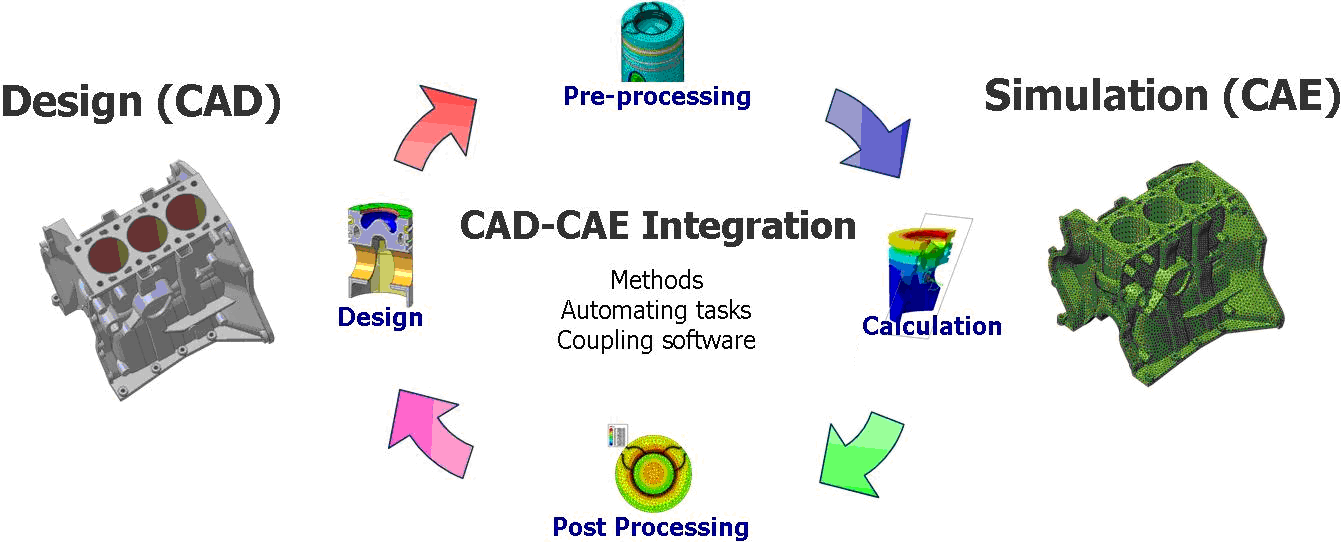 Pre-processing
Design (CAD)
Simulation (CAE)
CAD-CAE Integration
Methods
Automating tasks
Coupling software
Design
Calculation
Post Processing